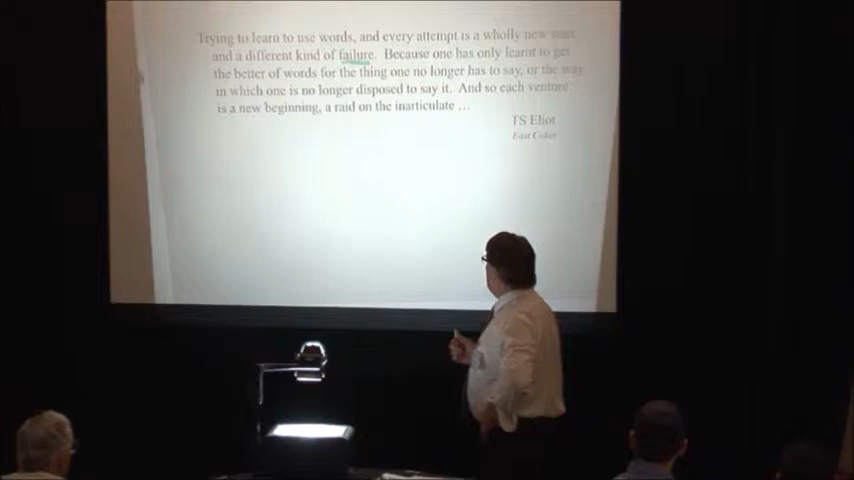 Trying to learn to use words, and every attempt is a wholly new start
and a different kind of failure. Because one has only learnt to get
the better of words for the thing one no longer has to say, or the way
in which one is no longer disposed to say it. And so each venture
is a new beginning, a raid on the inarticulate ...
TS Eliot
East Coker